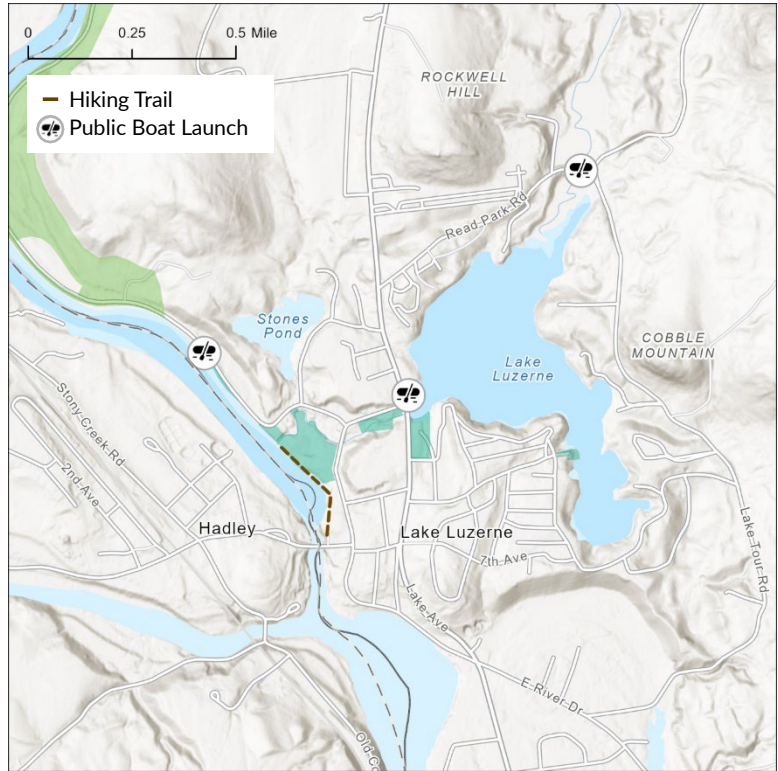 0 0.25 0.5 Mile
Hiking Trail
Public Boat Launch
ROCKWELL
HILL
Read Park Rd
Stones
Pond
COBBLE
MOUNTAIN
Lake
Luzerne
Stony Creek Rd
2nd Ave
Hadley
Lake Luzerne
7th Ave
Lake Tour Rd
Lake Ave
E River Dr